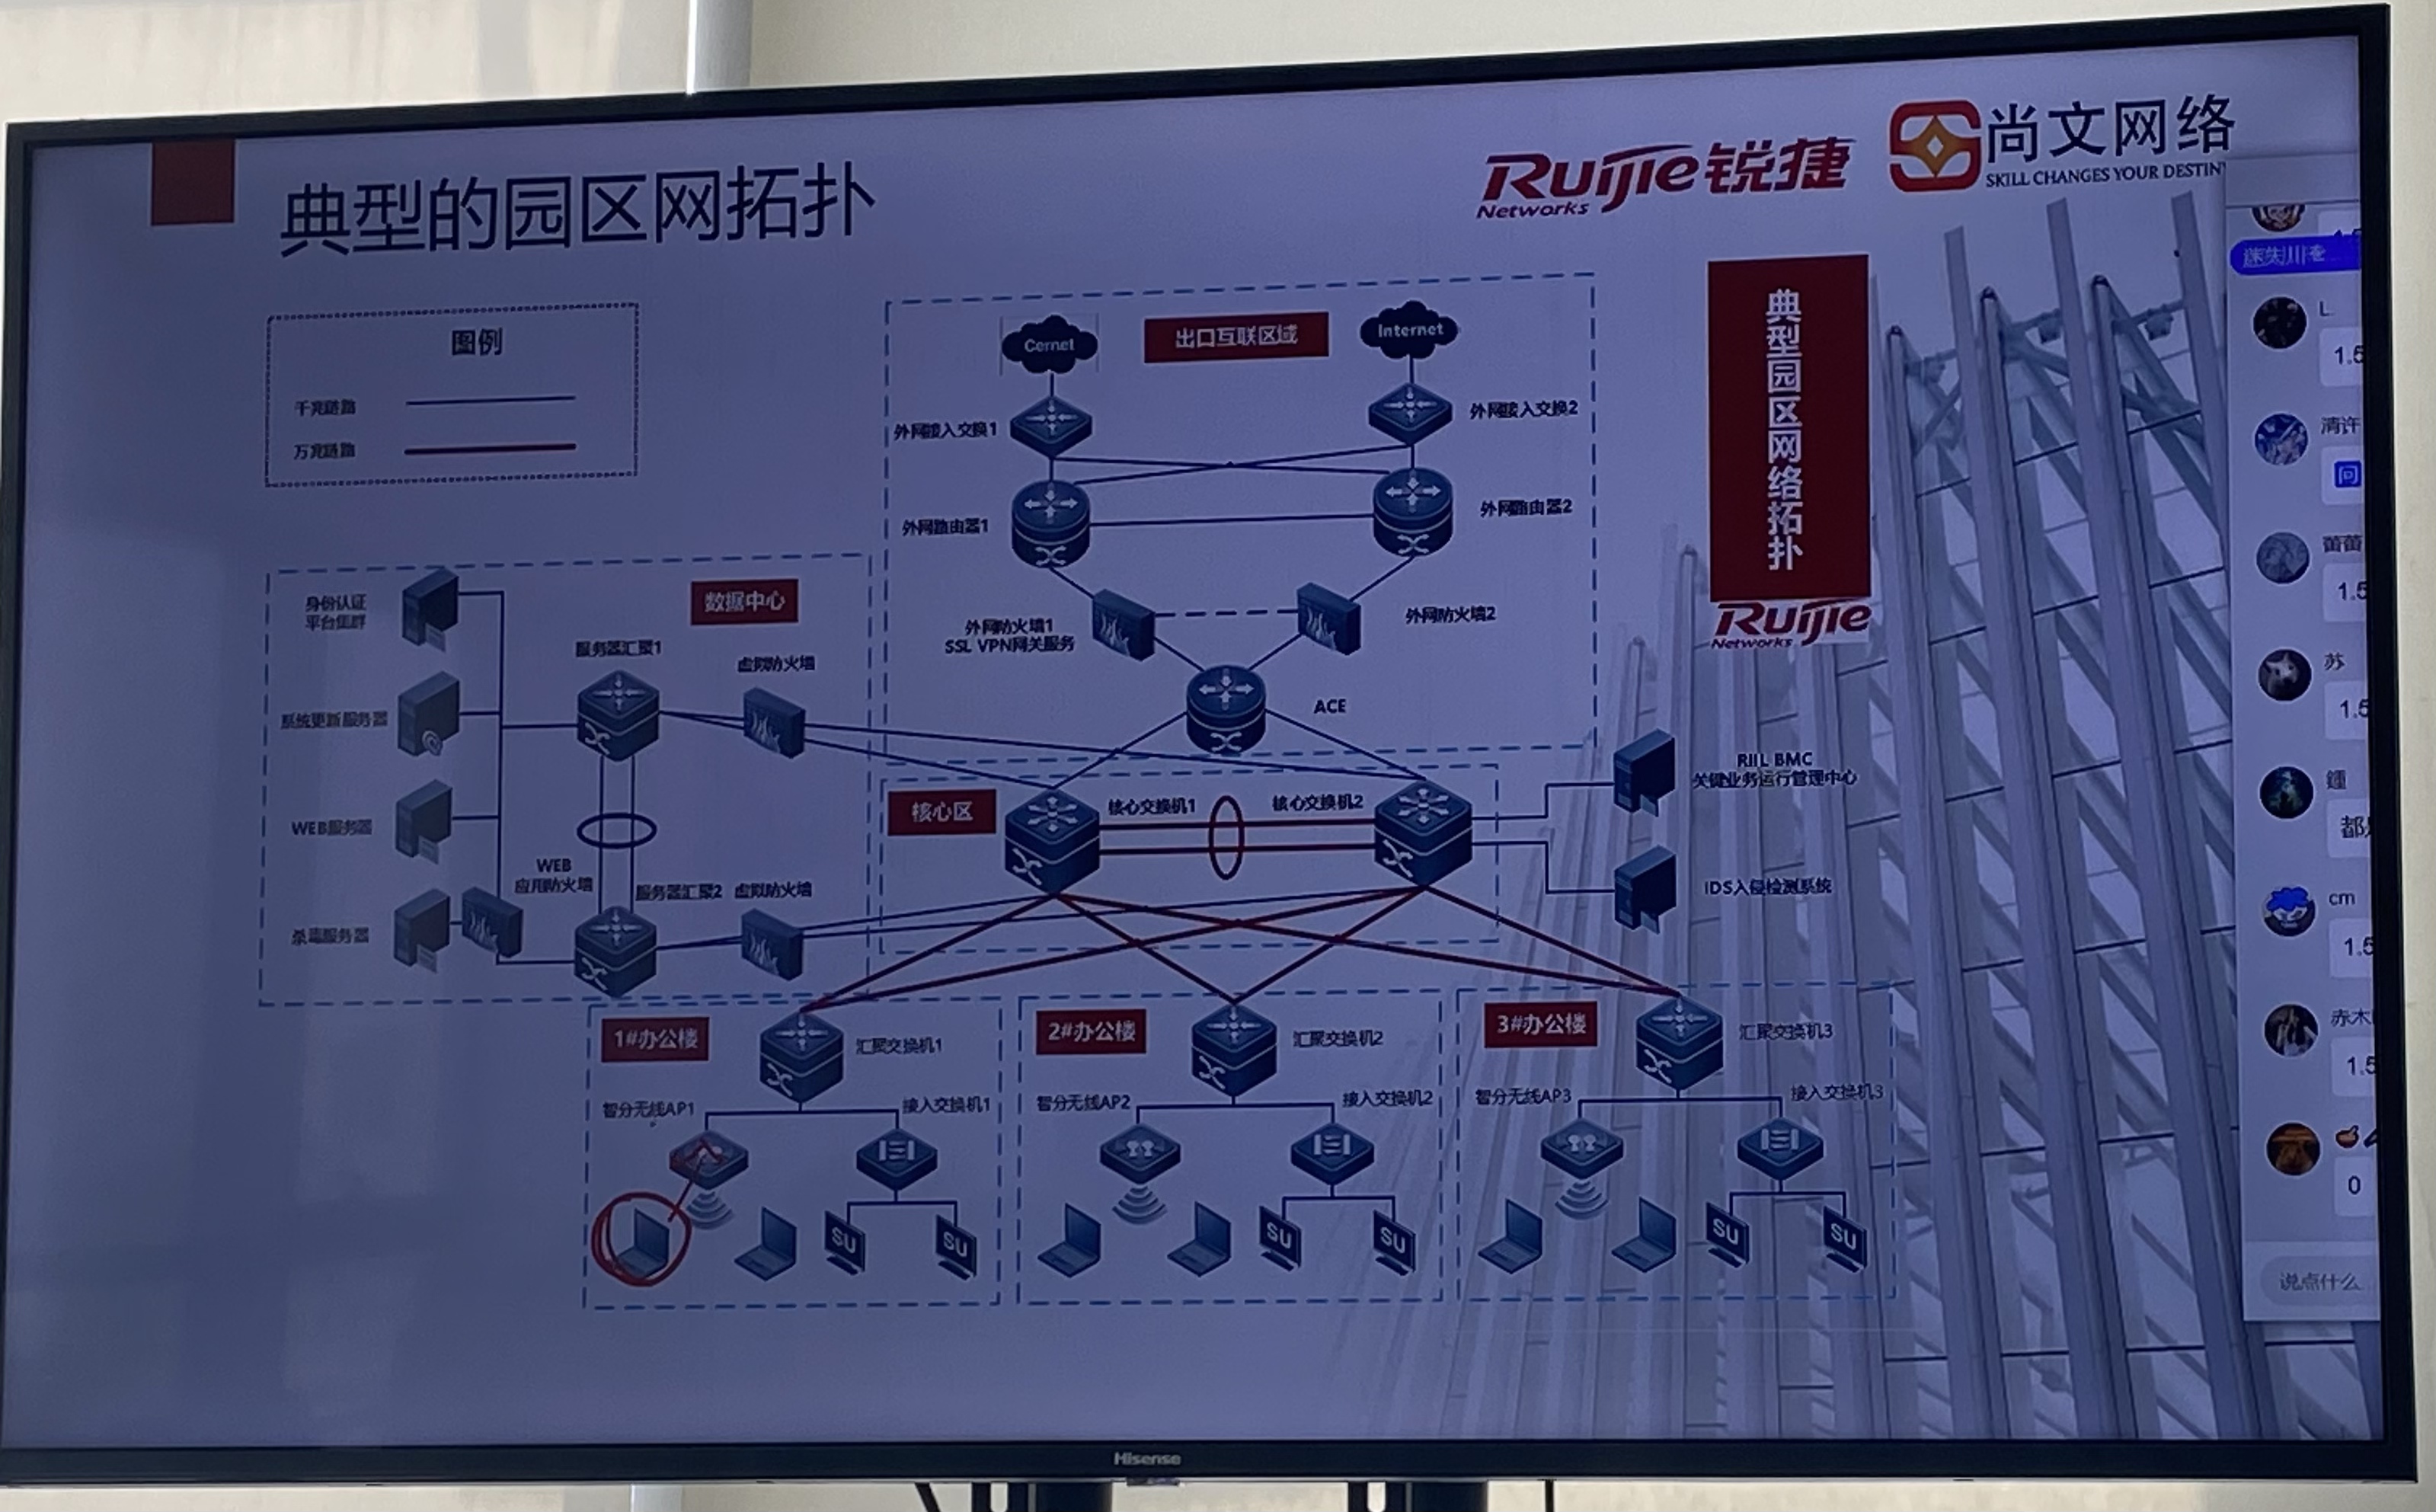 典型的园区网拓扑
Ruijie锐捷
Networks
尚文网络
SKILL CHANGES YOUR DESTIN
图例
千兆链路
万兆链路
Cernet
出口互联区域
Internet
外网接入交换1
外网接入交换2
外网路由器1
外网路由器2
外网防火墙1
SSL VPN网关服务
外网防火墙2
ACE
典型园区网络拓扑
Ruijie
Networks
数据中心
身份认证
平台集群
服务器汇聚1
虚拟防火墙
系统更新服务器
WEB服务器
WEB
应用防火墙
服务器汇聚2
虚拟防火墙
杀毒服务器
核心区
核心交换机1
核心交换机2
RIIL BMC
关键业务运行管理中心
IDS入侵检测系统
1#办公楼
汇聚交换机1
智分无线AP1
接入交换机1
SU
SU
2#办公楼
汇聚交换机2
智分无线AP2
接入交换机2
SU
SU
3#办公楼
汇聚交换机3
智分无线AP3
接入交换机3
SU
SU
L
1.5
清许
回
1.5
苏
1.5
都
cm
1.5
赤木
1.5
0
说点什么
Hisense